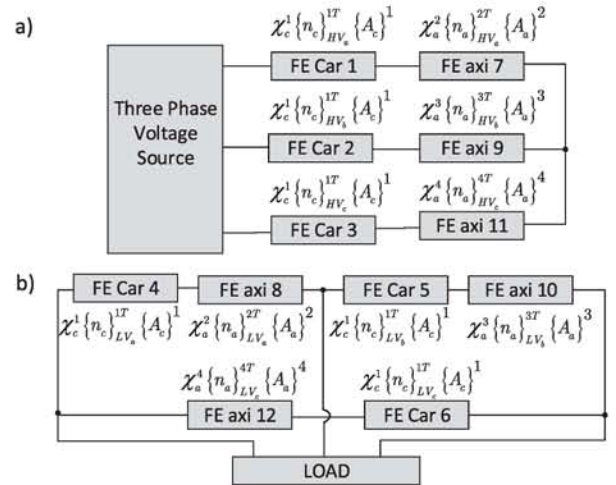 a)
χ_c^1 {n_c}_{HV_a}^{1T} {A_c}^1 χ_a^2 {n_a}_{HV_a}^{2T} {A_a}^2
FE Car 1 FE axi 7
Three Phase
Voltage
Source
χ_c^1 {n_c}_{HV_b}^{1T} {A_c}^1 χ_a^3 {n_a}_{HV_b}^{3T} {A_a}^3
FE Car 2 FE axi 9
χ_c^1 {n_c}_{HV_c}^{1T} {A_c}^1 χ_a^4 {n_a}_{HV_c}^{4T} {A_a}^4
FE Car 3 FE axi 11
b)
FE Car 4 FE axi 8 FE Car 5 FE axi 10
χ_c^1 {n_c}_{LV_a}^{1T} {A_c}^1 χ_a^2 {n_a}_{LV_a}^{2T} {A_a}^2 χ_c^1 {n_c}_{LV_b}^{1T} {A_c}^1 χ_a^3 {n_a}_{LV_b}^{3T} {A_a}^3
χ_a^4 {n_a}_{LV_c}^{4T} {A_a}^4 χ_c^1 {n_c}_{LV_c}^{1T} {A_c}^1
FE axi 12 FE Car 6
LOAD